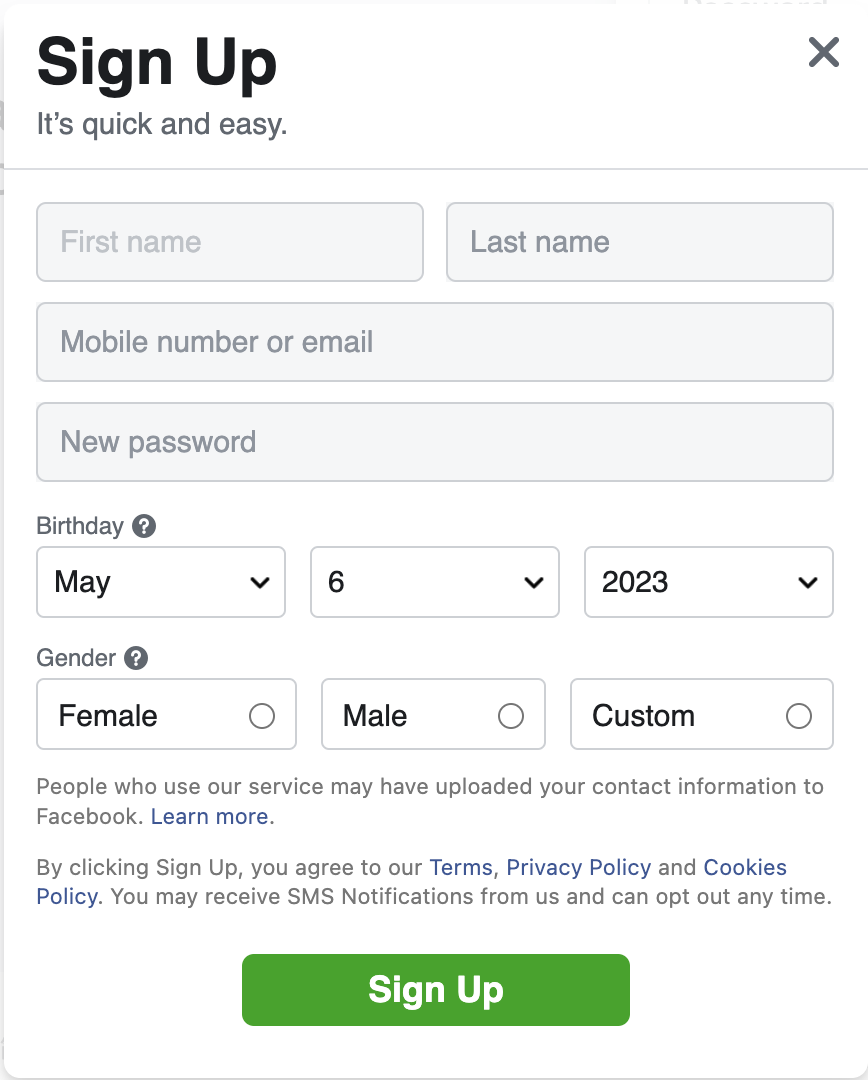 Sign Up
It's quick and easy.
First name Last name
Mobile number or email
New password
Birthday
May 6 2023
Gender
Female Male Custom
People who use our service may have uploaded your contact information to
Facebook. Learn more.
By clicking Sign Up, you agree to our Terms, Privacy Policy and Cookies
Policy. You may receive SMS Notifications from us and can opt out any time.
Sign Up